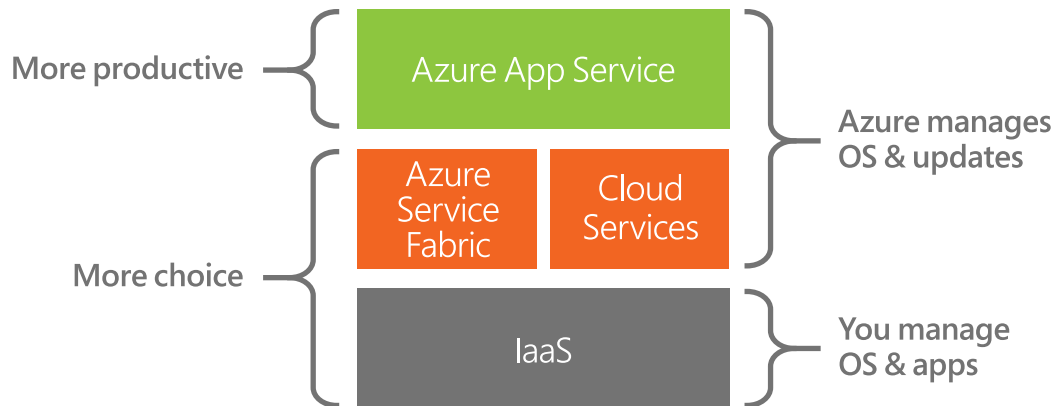 More productive
Azure App Service
Azure manages
OS & updates
Azure
Service
Fabric
Cloud
Services
More choice
IaaS
You manage
OS & apps